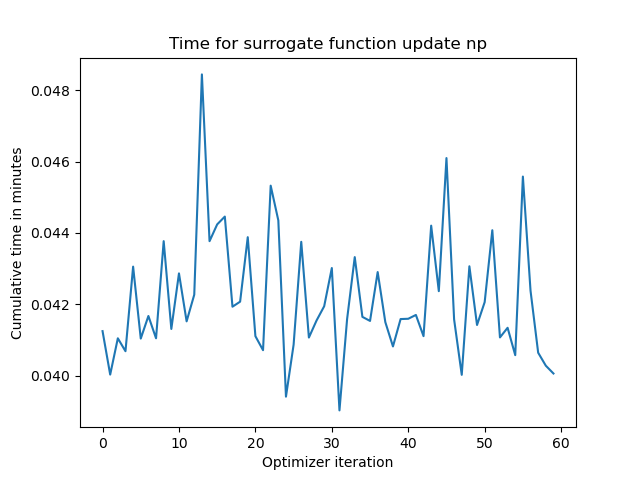 Time for surrogate function update np
Cumulative time in minutes
0.048
0.046
0.044
0.042
0.040
0 10 20 30 40 50 60
Optimizer iteration